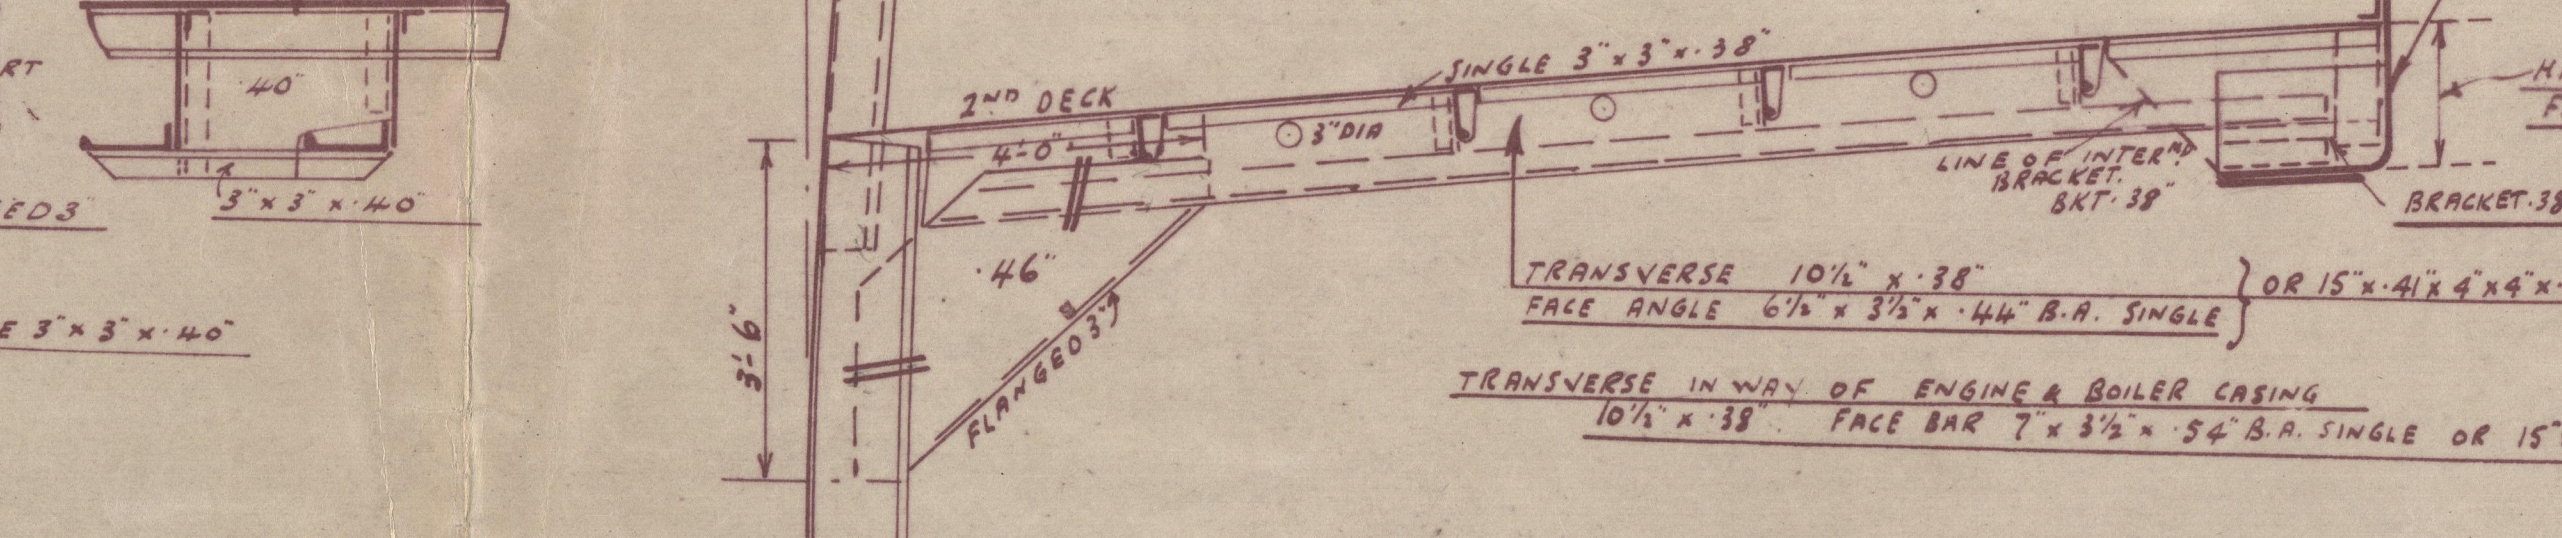 RT
·40"
3" x 3" x ·40"
ED 3"
E 3" x 3" x ·40"
2ND DECK
SINGLE 3" x 3" x ·38"
4'-0"
3" DIA
3'-6"
·46"
FLANGED 3"
LINE OF INTERMD
BRACKET.
BKT ·38"
BRACKET ·38
H
F
TRANSVERSE 10½" x ·38"
FACE ANGLE 6½" x 3½" x ·44" B.A. SINGLE
OR 15" x ·41" x 4" x 4" x ·
TRANSVERSE IN WAY OF ENGINE & BOILER CASING
10½" x ·38" FACE BAR 7" x 3½" x ·54" B.A. SINGLE OR 15"